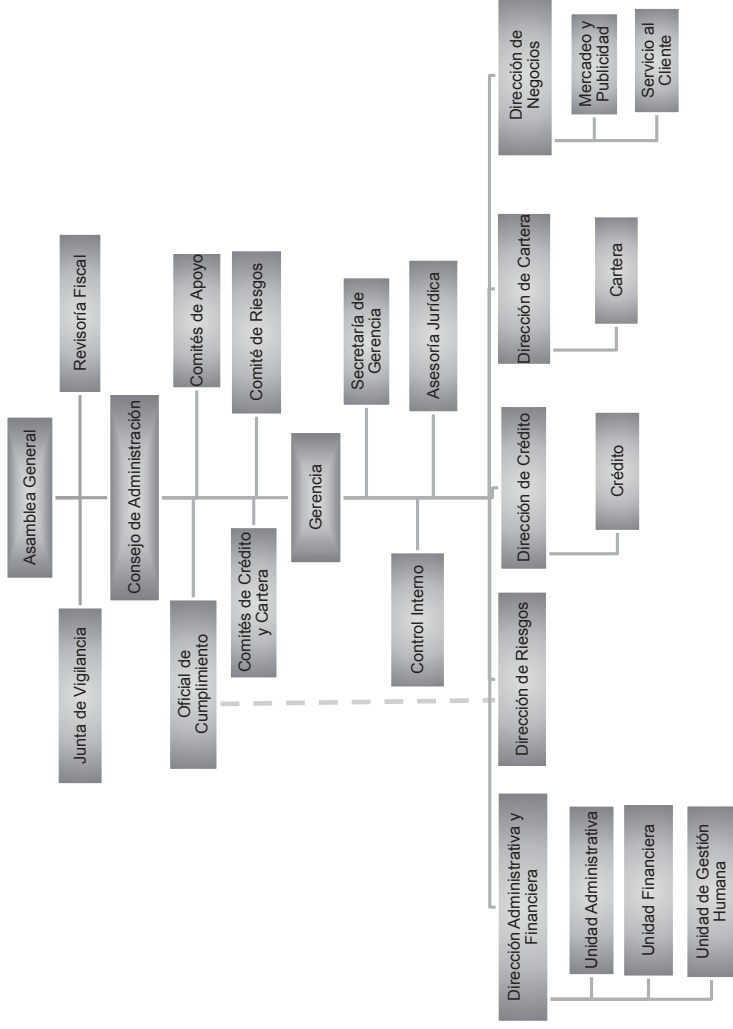 Asamblea General
Junta de Vigilancia
Revisoría Fiscal
Consejo de Administración
Oficial de
Cumplimiento
Comités de Apoyo
Comités de Crédito
y Cartera
Comité de Riesgos
Gerencia
Secretaría de
Gerencia
Control Interno
Asesoría Jurídica
Dirección Administrativa y
Financiera
Unidad Administrativa
Unidad Financiera
Unidad de Gestión
Humana
Dirección de Riesgos
Dirección de Crédito
Crédito
Dirección de Cartera
Cartera
Dirección de
Negocios
Mercadeo y
Publicidad
Servicio al
Cliente